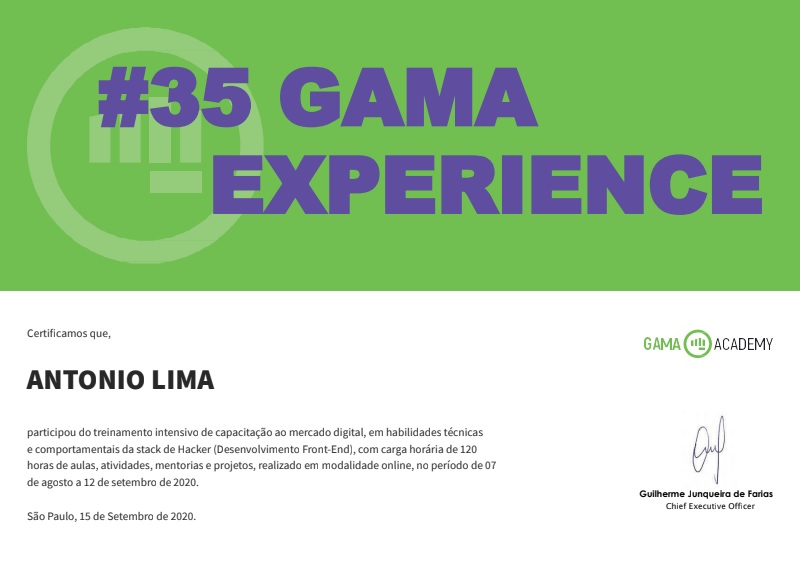 #35 GAMA
EXPERIENCE
Certificamos que,
GAMA ACADEMY
ANTONIO LIMA
participou do treinamento intensivo de capacitação ao mercado digital, em habilidades técnicas
e comportamentais da stack de Hacker (Desenvolvimento Front-End), com carga horária de 120
horas de aulas, atividades, mentorias e projetos, realizado em modalidade online, no período de 07
de agosto a 12 de setembro de 2020.
São Paulo, 15 de Setembro de 2020.
Guilherme Junqueira de Farias
Chief Executive Officer